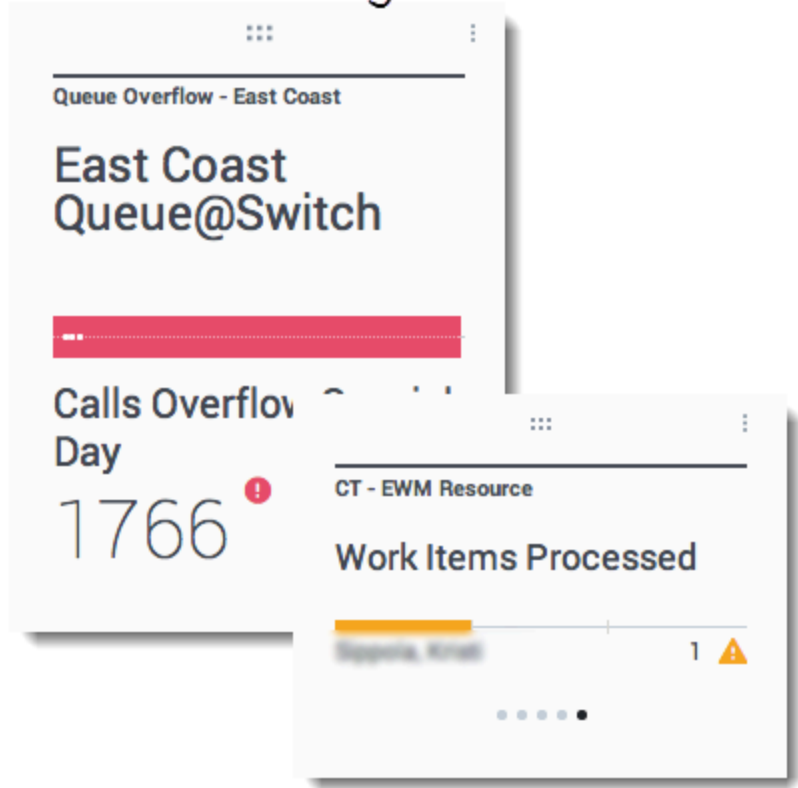 Queue Overflow - East Coast
East Coast
Queue@Switch
Calls Overflow
Day
1766
CT - EWM Resource
Work Items Processed
1